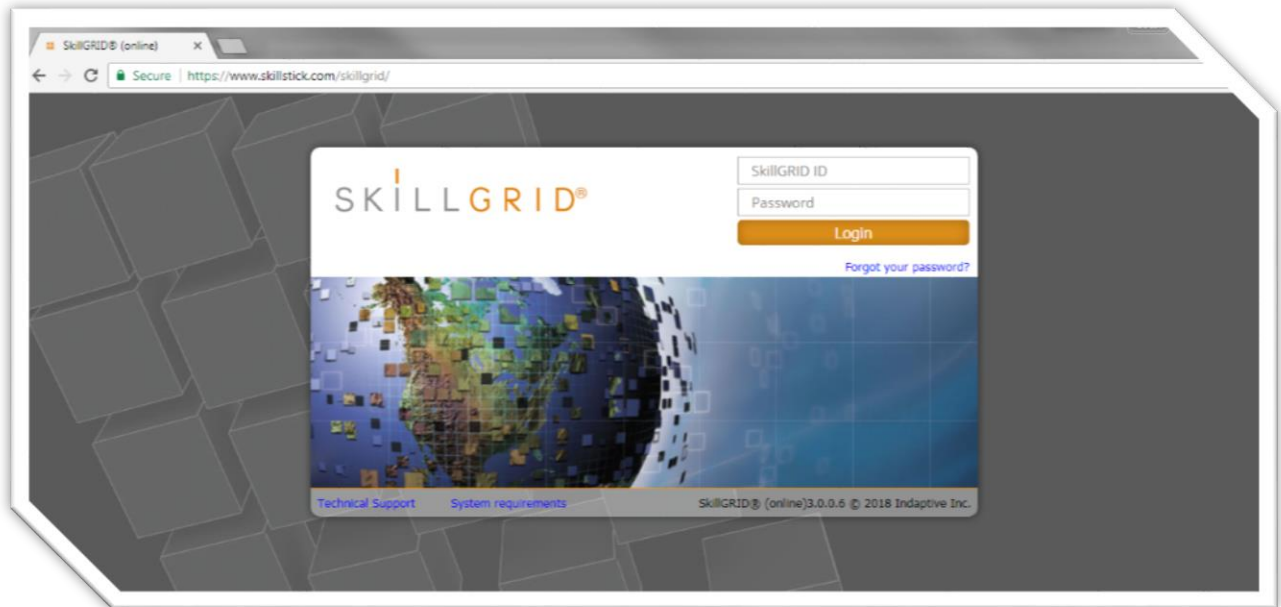 SkillGRID® (online)
Secure | https://www.skillstick.com/skillgrid/
SKILLGRID®
SkillGRID ID
Password
Login
Forgot your password?
Technical Support System requirements SkillGRID® (online)3.0.0.6 © 2018 Indaptive Inc.